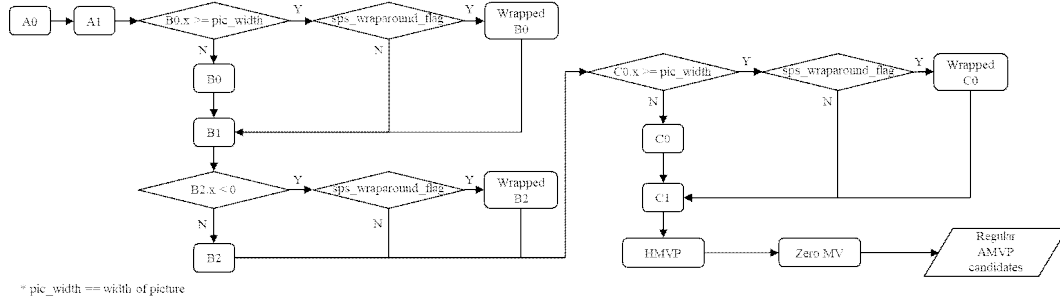 A0
A1
B0.x >= pic_width
Y
sps_wraparound_flag
Y
Wrapped
B0
N
N
B0
B1
B2.x < 0
Y
sps_wraparound_flag
Y
Wrapped
B2
N
N
B2
C0.x >= pic_width
Y
sps_wraparound_flag
Y
Wrapped
C0
N
N
C0
C1
HMVP
Zero MV
Regular
AMVP
candidates
* pic_width == width of picture